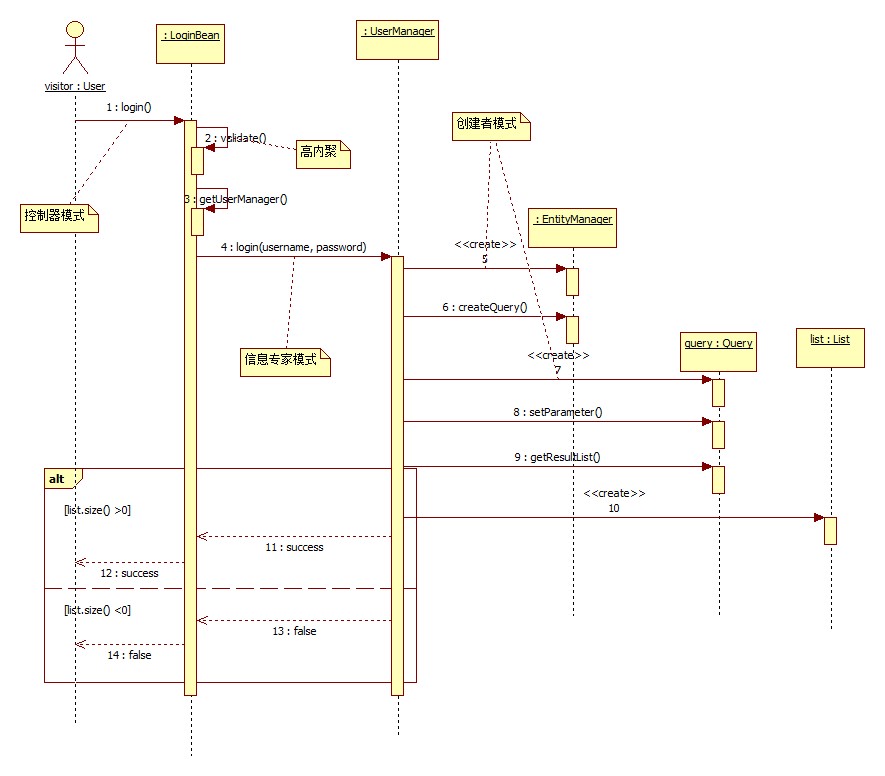 : LoginBean
: UserManager
visitor : User
1 : login()
创建者模式
2 : validate()
高内聚
3 : getUserManager()
控制器模式
: EntityManager
4 : login(username, password)
<<create>>
5
6 : createQuery()
query : Query
list : List
信息专家模式
<<create>>
7
8 : setParameter()
9 : getResultList()
alt
<<create>>
10
[list.size() >0]
11 : success
12 : success
[list.size() <0]
13 : false
14 : false